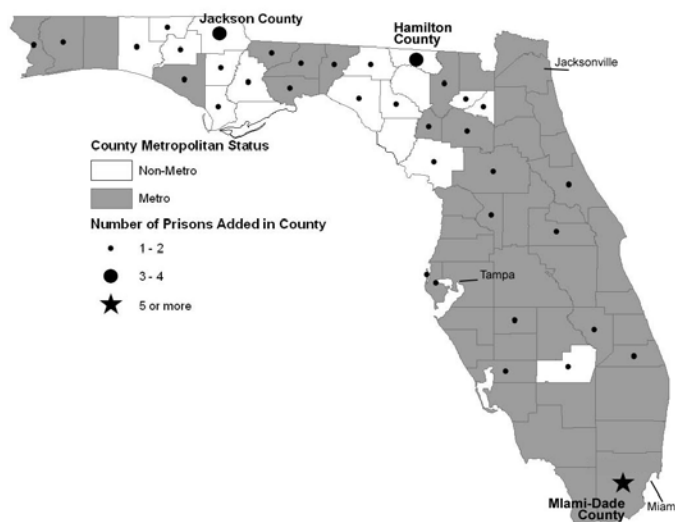 Jackson County
Hamilton
County
Jacksonville
County Metropolitan Status
Non-Metro
Metro
Number of Prisons Added in County
1 - 2
3 - 4
5 or more
Tampa
MIami-Dade
County
Miam